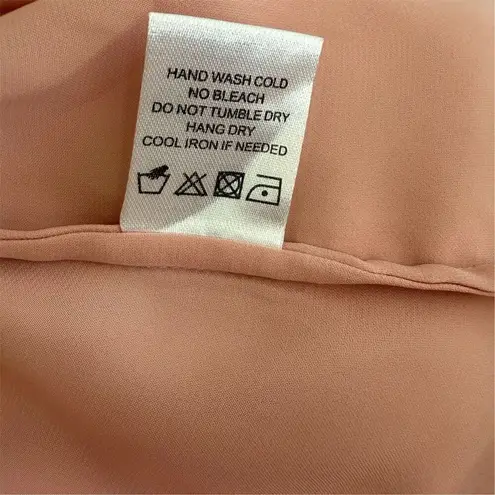 HAND WASH COLD
NO BLEACH
DO NOT TUMBLE DRY
HANG DRY
COOL IRON IF NEEDED